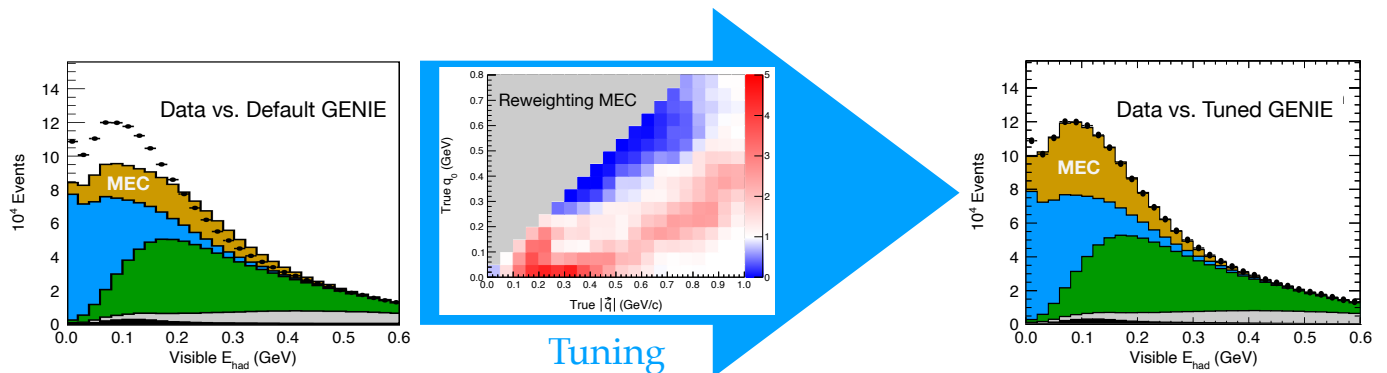 Data vs. Default GENIE
MEC
10⁴ Events
14
12
10
8
6
4
2
0
0.0 0.1 0.2 0.3 0.4 0.5 0.6
Visible E_had (GeV)
Reweighting MEC
True q₀ (GeV)
0.8
0.7
0.6
0.5
0.4
0.3
0.2
0.1
0.0
0.0 0.1 0.2 0.3 0.4 0.5 0.6 0.7 0.8 0.9 1.0
True |q⃗| (GeV/c)
5
4
3
2
1
0
Tuning
Data vs. Tuned GENIE
MEC
10⁴ Events
14
12
10
8
6
4
2
0
0.0 0.1 0.2 0.3 0.4 0.5 0.6
Visible E_had (GeV)